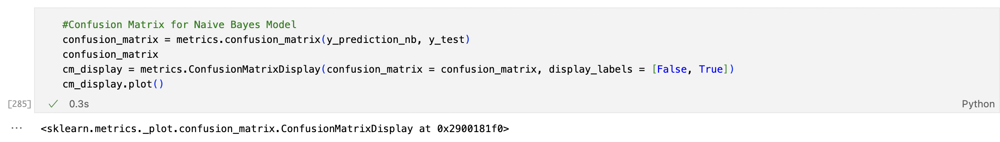 #Confusion Matrix for Naive Bayes Model
confusion_matrix = metrics.confusion_matrix(y_prediction_nb, y_test)
confusion_matrix
cm_display = metrics.ConfusionMatrixDisplay(confusion_matrix = confusion_matrix, display_labels = [False, True])
cm_display.plot()
[285] ✓ 0.3s Python
... <sklearn.metrics._plot.confusion_matrix.ConfusionMatrixDisplay at 0x2900181f0>